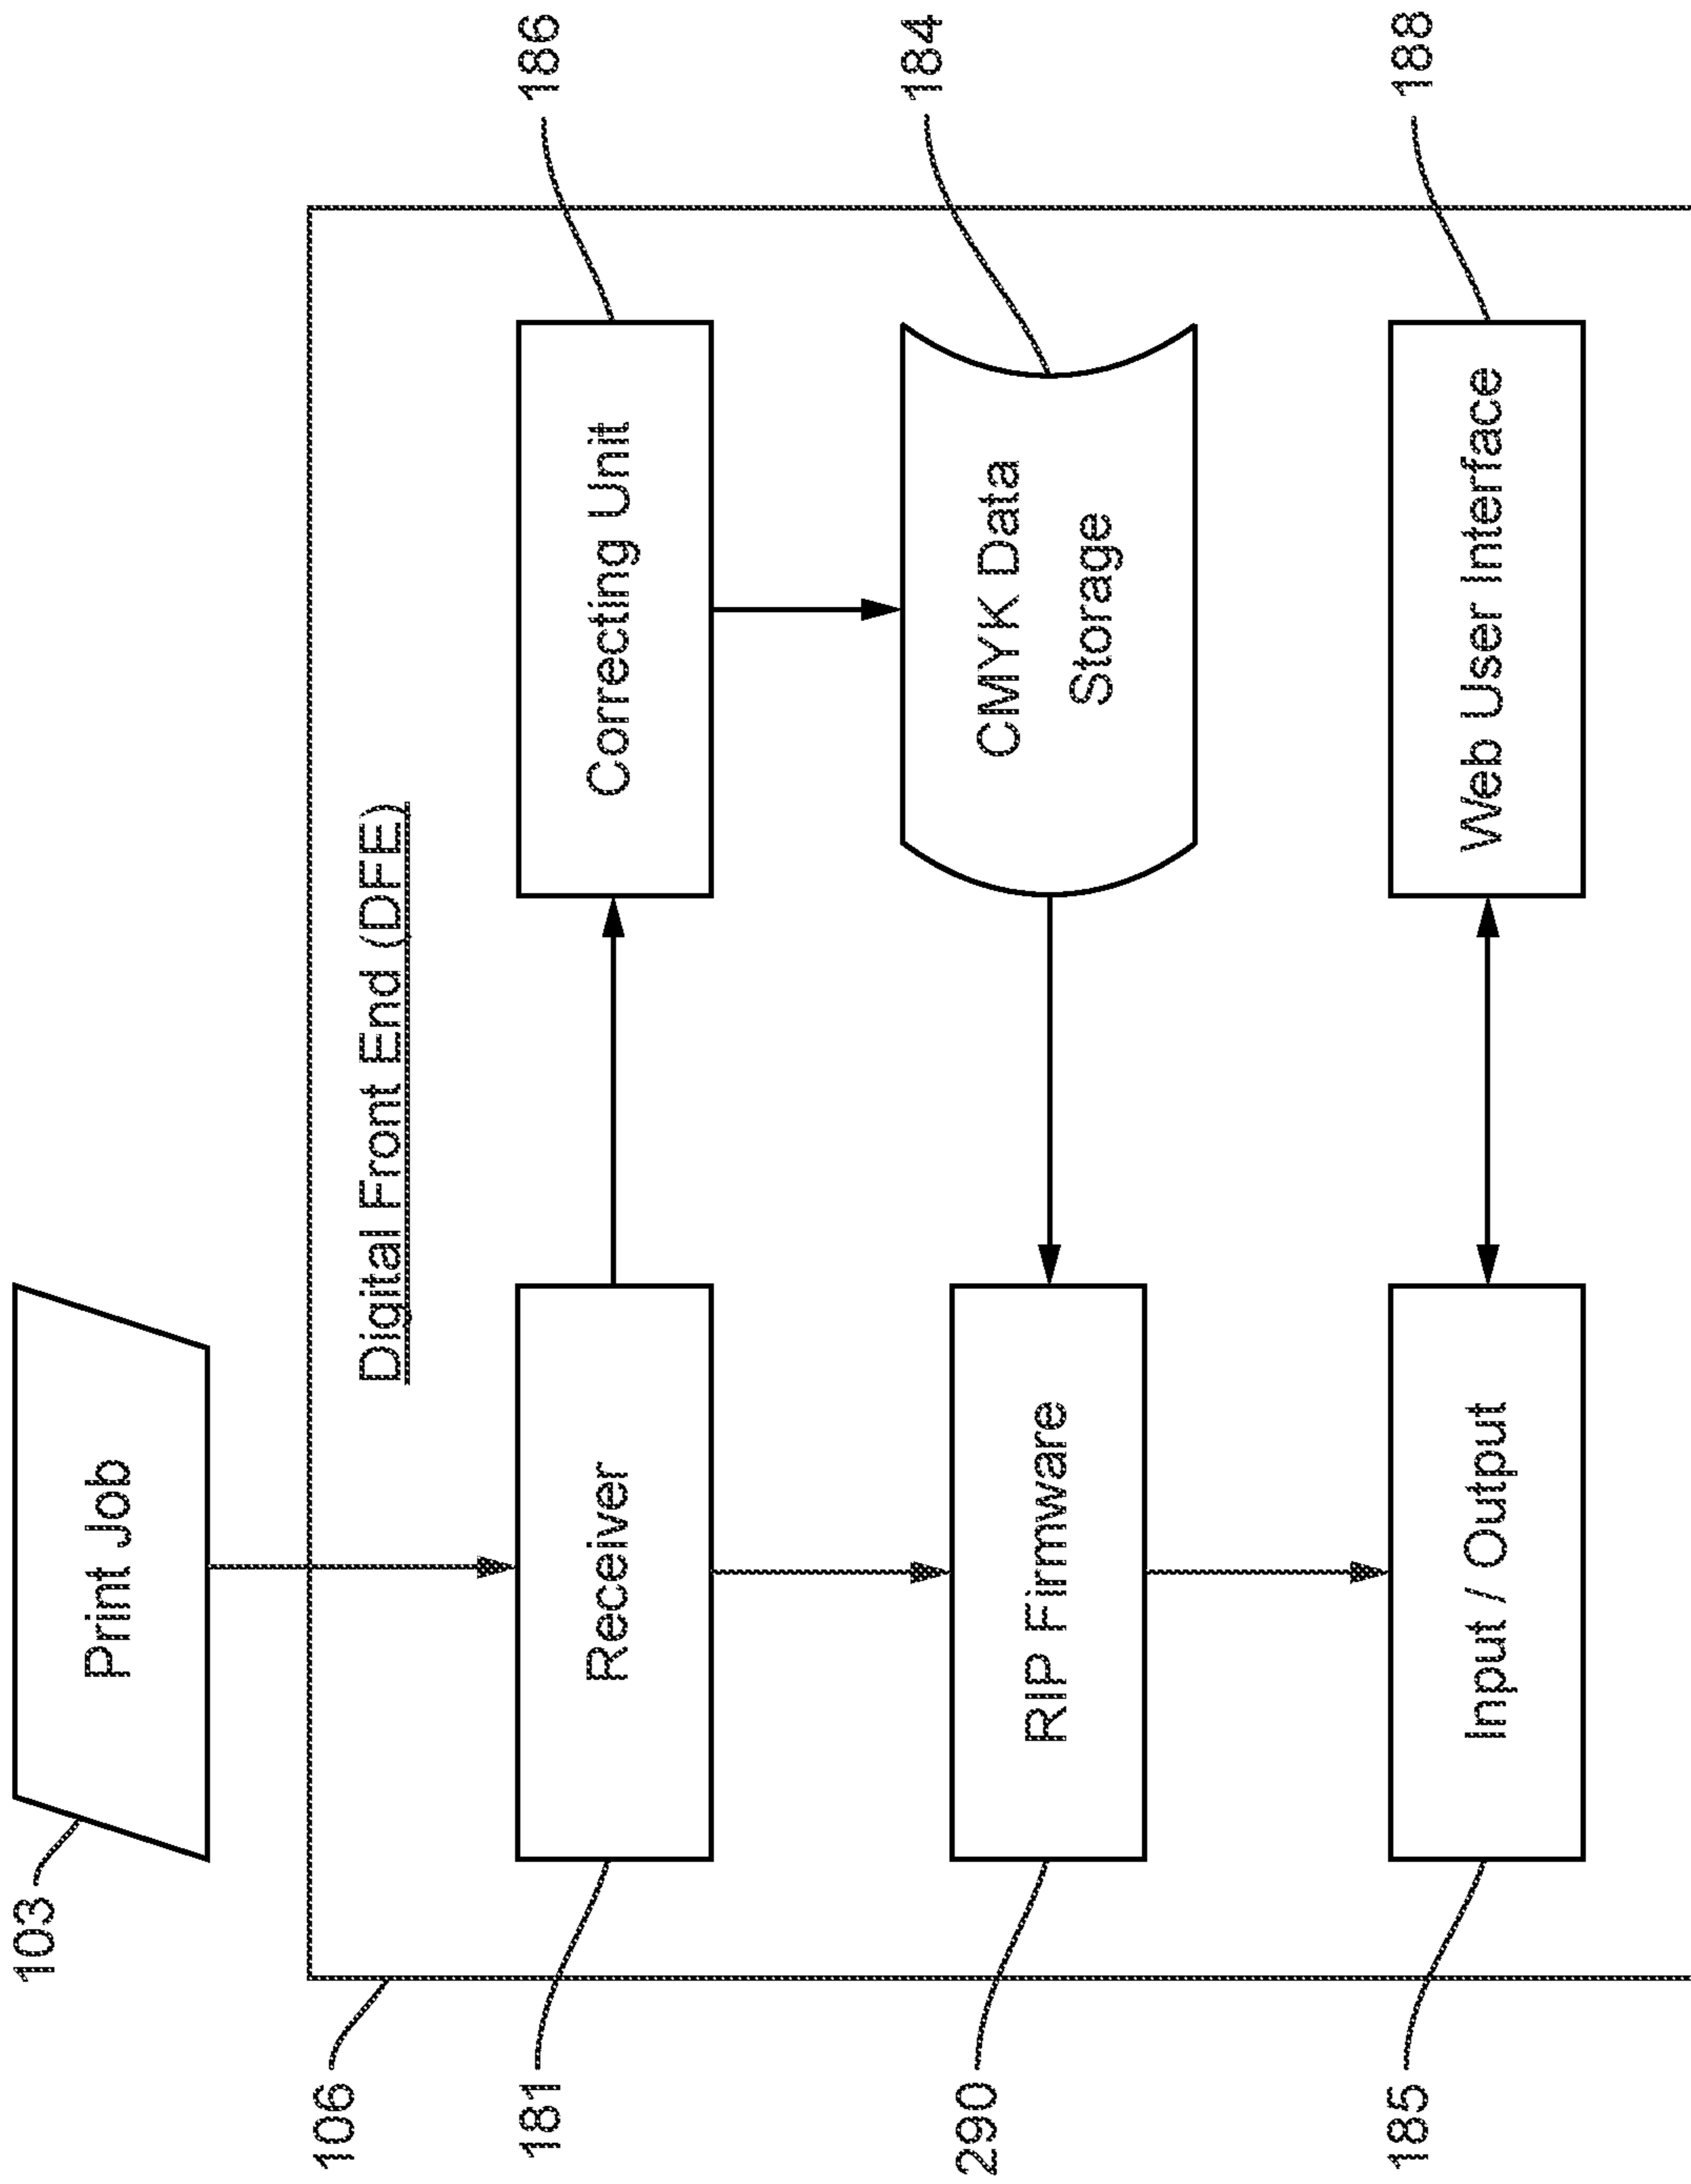 103
Print Job
106
Digital Front End (DFE)
181
Receiver
Correcting Unit
186
290
RIP Firmware
CMYK Data
Storage
184
185
Input / Output
Web User Interface
188